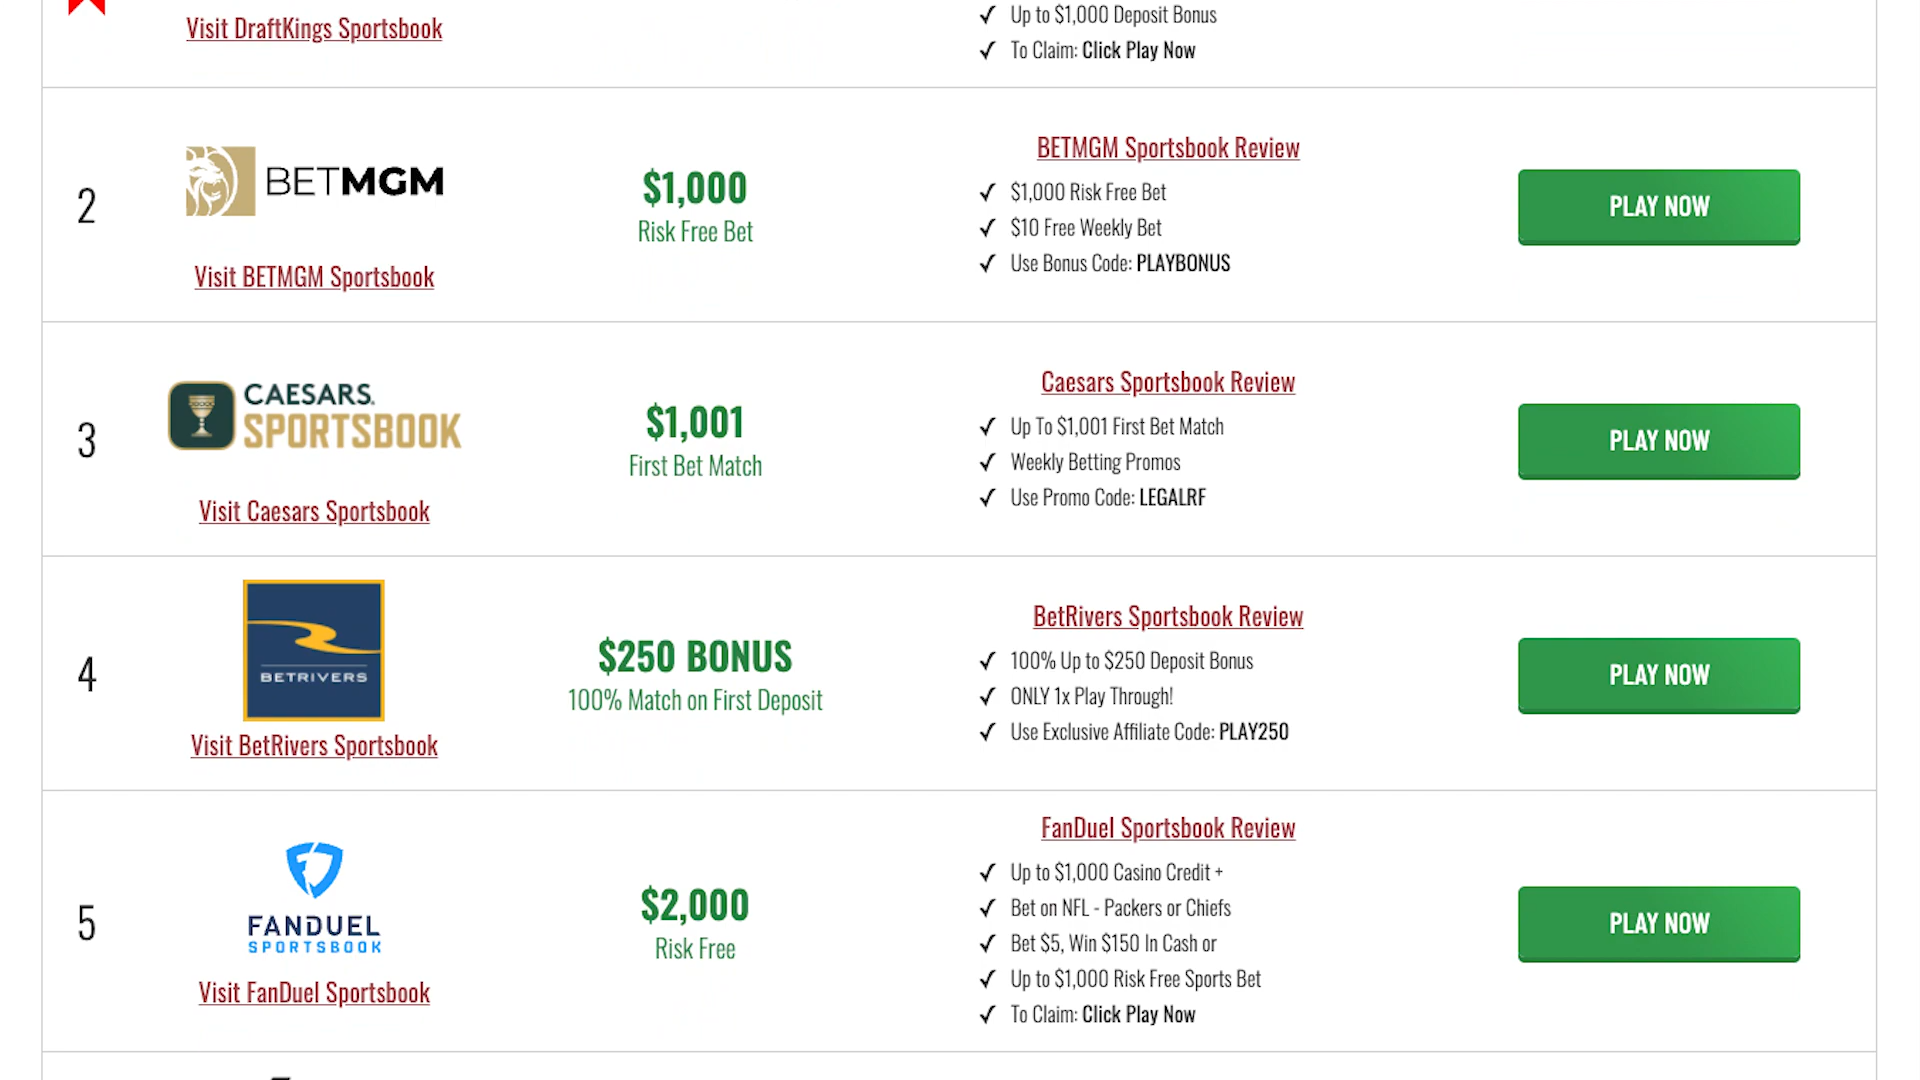 Visit DraftKings Sportsbook
Up to $1,000 Deposit Bonus
To Claim: Click Play Now
2
BETMGM
Visit BETMGM Sportsbook
$1,000
Risk Free Bet
BETMGM Sportsbook Review
$1,000 Risk Free Bet
$10 Free Weekly Bet
Use Bonus Code: PLAYBONUS
PLAY NOW
3
CAESARS
SPORTSBOOK
Visit Caesars Sportsbook
$1,001
First Bet Match
Caesars Sportsbook Review
Up To $1,001 First Bet Match
Weekly Betting Promos
Use Promo Code: LEGALRF
PLAY NOW
4
BETRIVERS
Visit BetRivers Sportsbook
$250 BONUS
100% Match on First Deposit
BetRivers Sportsbook Review
100% Up to $250 Deposit Bonus
ONLY 1x Play Through!
Use Exclusive Affiliate Code: PLAY250
PLAY NOW
5
FANDUEL
SPORTSBOOK
Visit FanDuel Sportsbook
$2,000
Risk Free
FanDuel Sportsbook Review
Up to $1,000 Casino Credit +
Bet on NFL - Packers or Chiefs
Bet $5, Win $150 In Cash or
Up to $1,000 Risk Free Sports Bet
To Claim: Click Play Now
PLAY NOW